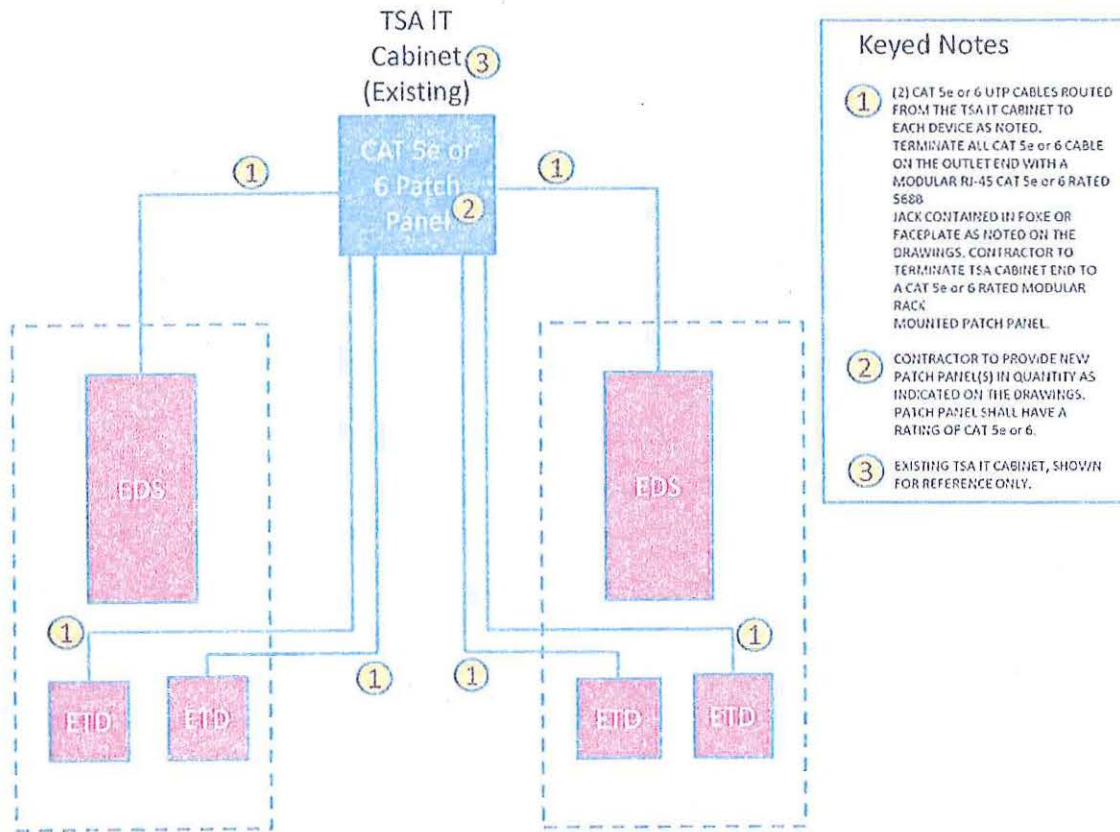 TSA IT
Cabinet
(Existing)
3
CAT 5e or
6 Patch
Panel
2
1
1
EDS
EDS
1
1
1
1
ETD
ETD
ETD
ETD
Keyed Notes
1
(2) CAT 5e or 6 UTP CABLES ROUTED
FROM THE TSA IT CABINET TO
EACH DEVICE AS NOTED.
TERMINATE ALL CAT 5e or 6 CABLE
ON THE OUTLET END WITH A
MODULAR RJ-45 CAT 5e or 6 RATED
568B
JACK CONTAINED IN FOKE OR
FACEPLATE AS NOTED ON THE
DRAWINGS. CONTRACTOR TO
TERMINATE TSA CABINET END TO
A CAT 5e or 6 RATED MODULAR
RACK
MOUNTED PATCH PANEL.
2
CONTRACTOR TO PROVIDE NEW
PATCH PANEL(S) IN QUANTITY AS
INDICATED ON THE DRAWINGS.
PATCH PANEL SHALL HAVE A
RATING OF CAT 5e or 6.
3
EXISTING TSA IT CABINET, SHOWN
FOR REFERENCE ONLY.